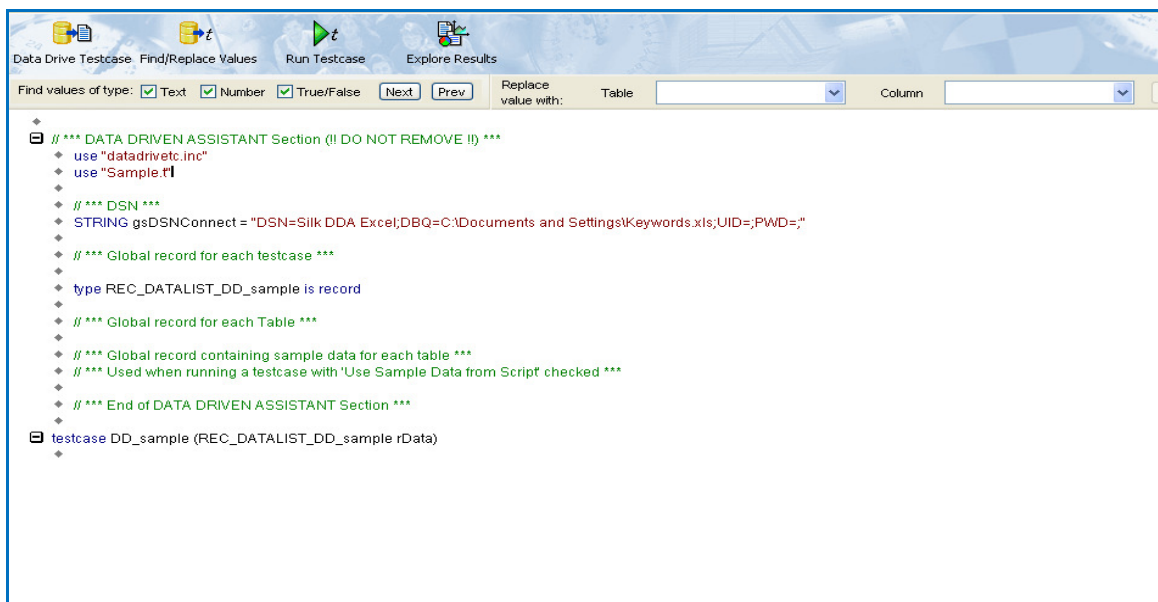 Data Drive Testcase Find/Replace Values Run Testcase Explore Results
Find values of type: Text Number True/False Next Prev Replace value with: Table Column
// *** DATA DRIVEN ASSISTANT Section (!! DO NOT REMOVE !!) ***
use "datadrivetc.inc"
use "Sample.t"
// *** DSN ***
STRING gsDSNConnect = "DSN=Silk DDA Excel;DBQ=C:\Documents and Settings\Keywords.xls;UID=;PWD=;"
// *** Global record for each testcase ***
type REC_DATALIST_DD_sample is record
// *** Global record for each Table ***
// *** Global record containing sample data for each table ***
// *** Used when running a testcase with 'Use Sample Data from Script' checked ***
// *** End of DATA DRIVEN ASSISTANT Section ***
testcase DD_sample (REC_DATALIST_DD_sample rData)